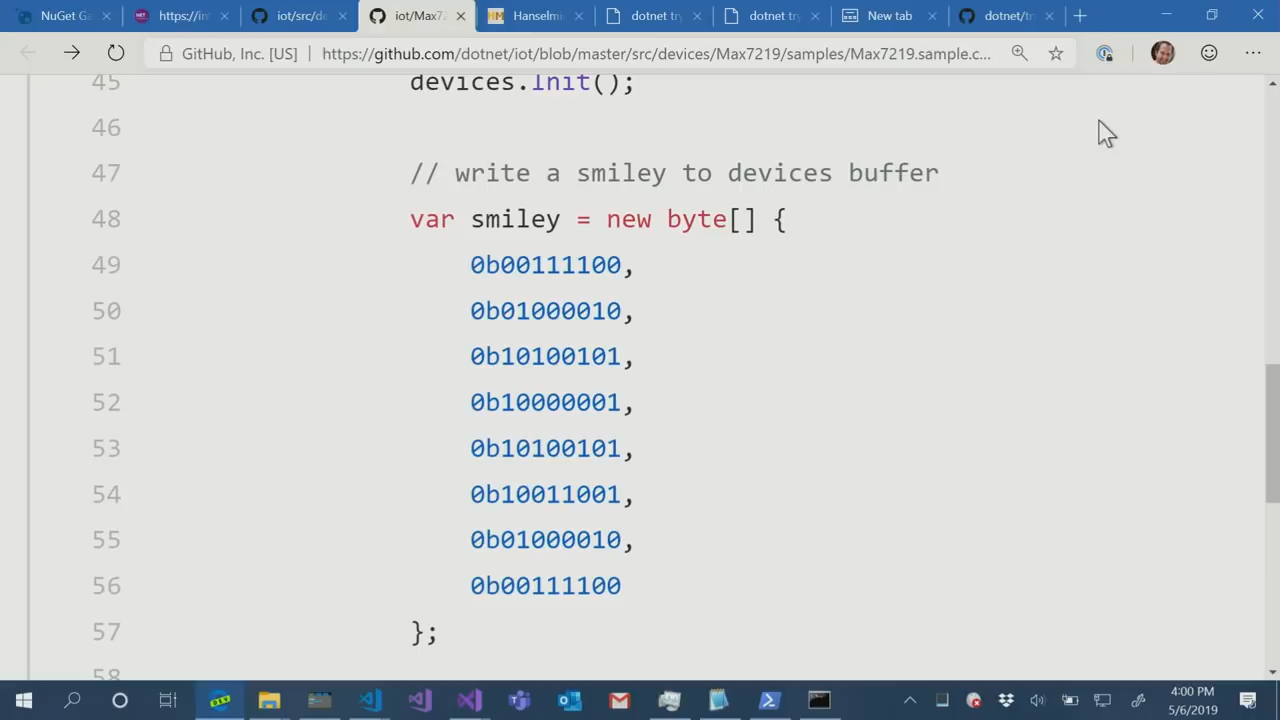 NuGet Ga
https://in
iot/src/de
iot/Max7
Hanselmi
dotnet try
dotnet try
New tab
dotnet/tr
GitHub, Inc. [US] | https://github.com/dotnet/iot/blob/master/src/devices/Max7219/samples/Max7219.sample.c...
45 devices.Init();
46
47 // write a smiley to devices buffer
48 var smiley = new byte[] {
49 0b00111100,
50 0b01000010,
51 0b10100101,
52 0b10000001,
53 0b10100101,
54 0b10011001,
55 0b01000010,
56 0b00111100
57 };
58
4:00 PM
5/6/2019